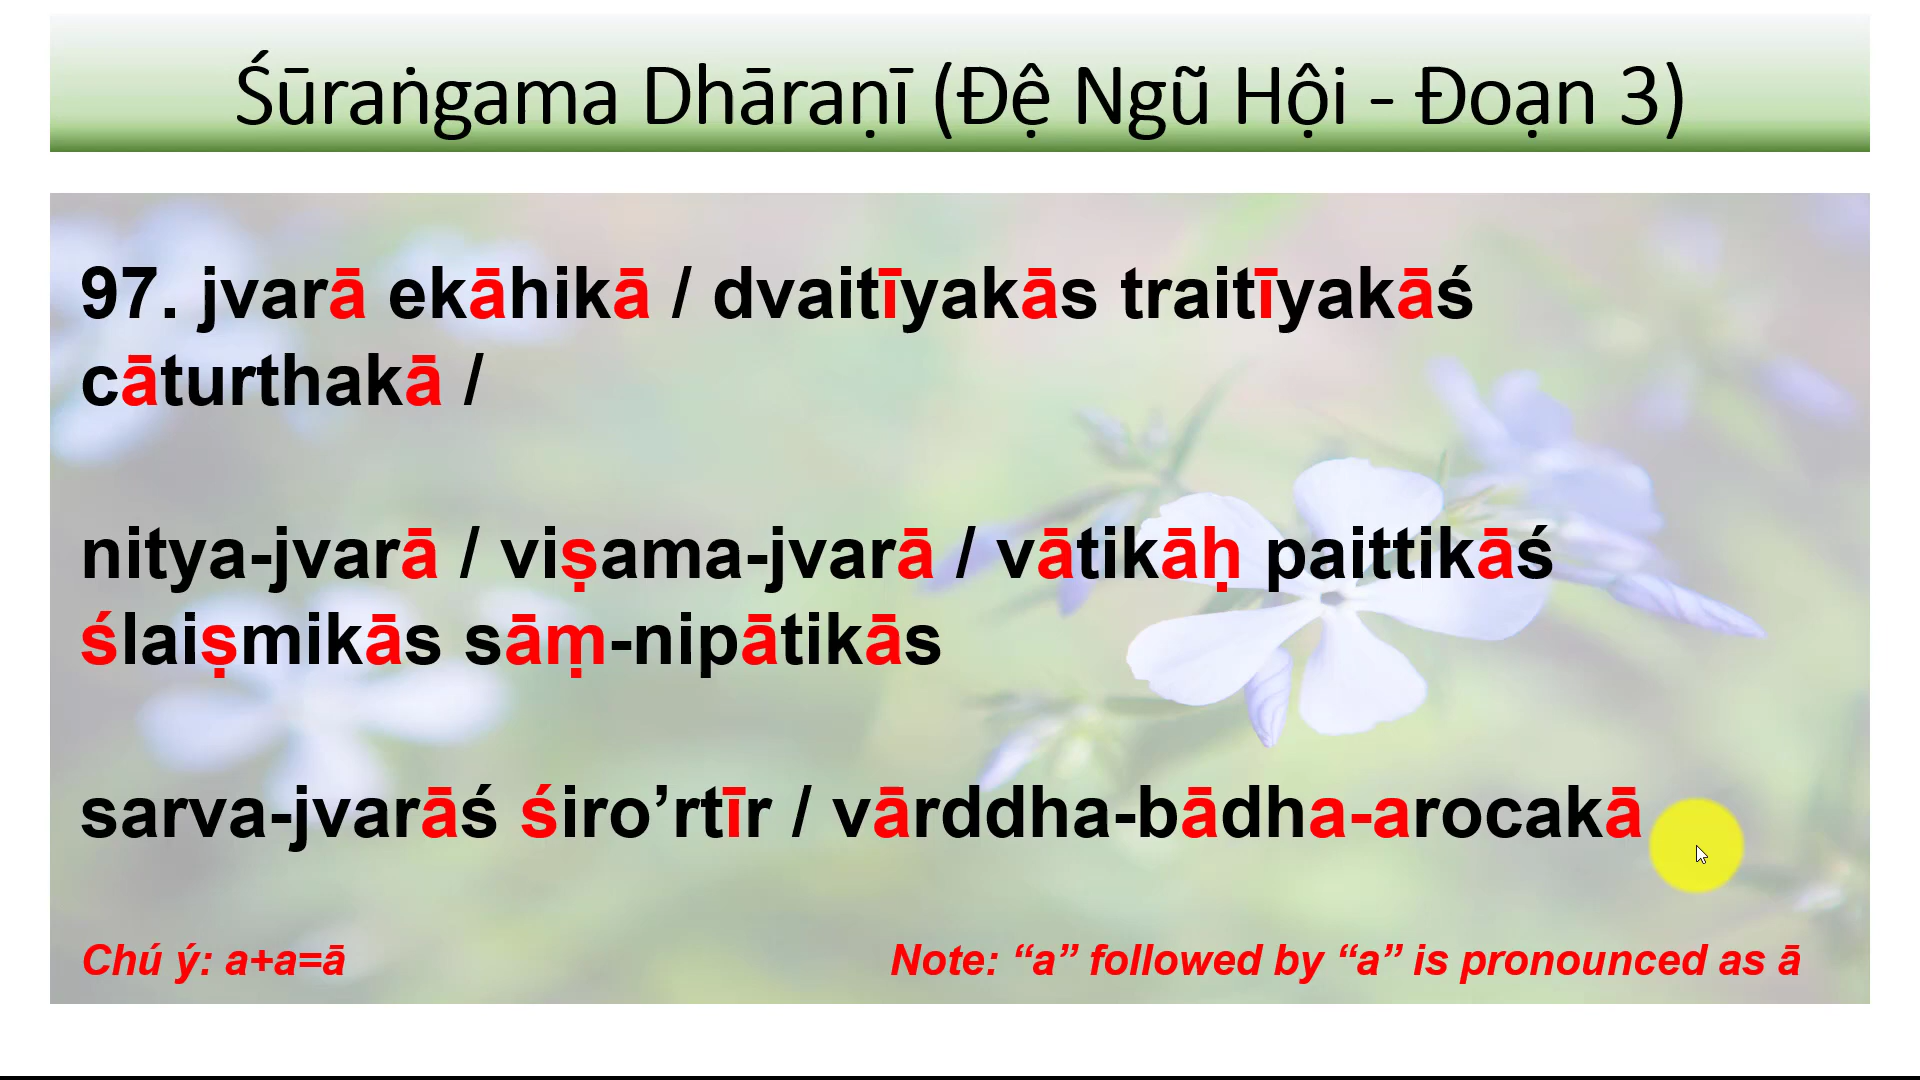 Śūraṅgama Dhāraṇī (Đệ Ngũ Hội - Đoạn 3)
97. jvarā ekāhikā / dvaitīyakās traitīyakāś
cāturthakā /
nitya-jvarā / viṣama-jvarā / vātikāḥ paittikāś
ślaiṣmikās sāṃ-nipātikās
sarva-jvarāś śiro’rtīr / vārddha-bādha-arocakā
Chú ý: a+a=ā
Note: “a” followed by “a” is pronounced as ā